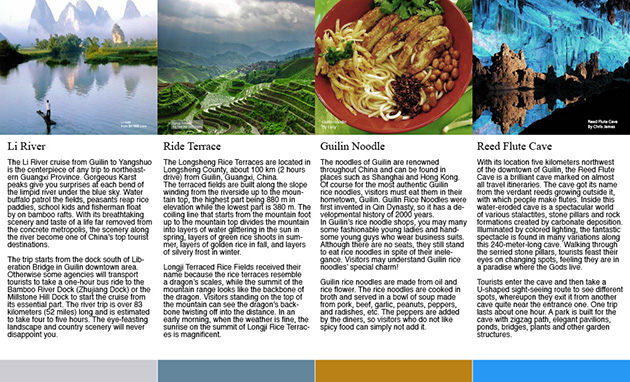 Reed Flute Cave
By Chris James
Li River
The Li River cruise from Guilin to Yangshuo
is the centerpiece of any trip to northeast-
ern Guangxi Province. Gorgeous Karst
peaks give you surprises at each bend of
the limpid river under the blue sky. Water
buffalo patrol the fields, peasants reap rice
paddies, school kids and fisherman float
by on bamboo rafts. With its breathtaking
scenery and taste of a life far removed from
the concrete metropolis, the scenery along
the river become one of China's top tourist
destinations.
The trip starts from the dock south of Lib-
eration Bridge in Guilin downtown area.
Otherwise some agencies will transport
tourists to take a one-hour bus ride to the
Bamboo River Dock (Zhujiang Dock) or the
Millstone Hill Dock to start the cruise from
its essential part. The river trip is over 83
kilometers (52 miles) long and is estimated
to take four to five hours. The eye-feasting
landscape and country scenery will never
disappoint you.
Ride Terrace
The Longsheng Rice Terraces are located in
Longsheng County, about 100 km (2 hours
drive) from Guilin, Guangxi, China.
The terraced fields are built along the slope
winding from the riverside up to the moun-
tain top, the highest part being 880 m in
elevation while the lowest part is 380 m. The
coiling line that starts from the mountain foot
up to the mountain top divides the mountain
into layers of water glittering in the sun in
spring, layers of green rice shoots in sum-
mer, layers of golden rice in fall, and layers
of silvery frost in winter.
Longji Terraced Rice Fields received their
name because the rice terraces resemble
a dragon's scales, while the summit of the
mountain range looks like the backbone of
the dragon. Visitors standing on the top of
the mountain can see the dragon's back-
bone twisting off into the distance. In an
early morning, when the weather is fine, the
sunrise on the summit of Longji Rice Terrac-
es is magnificent.
Guilin Noodle
The noodles of Guilin are renowned
throughout China and can be found in
places such as Shanghai and Hong Kong.
Of course for the most authentic Guilin
rice noodles, visitors must eat them in their
hometown, Guilin. Guilin Rice Noodles were
first invented in Qin Dynasty, so it has a de-
velopmental history of 2000 years.
In Guilin's rice noodle shops, you may many
some fashionable young ladies and hand-
some young guys who wear business suits.
Although there are no seats, they still stand
to eat rice noodles in spite of their inele-
gance. Visitors may understand Guilin rice
noodles' special charm!
Guilin rice noodles are made from oil and
rice flower. The rice noodles are cooked in
broth and served in a bowl of soup made
from pork, beef, garlic, peanuts, peppers,
and radishes, etc. The peppers are added
by the diners, so visitors who do not like
spicy food can simply not add it.
Reed Flute Cave
With its location five kilometers northwest
of the downtown of Guilin, the Reed Flute
Cave is a brilliant cave marked on almost
all travel itineraries. The cave got its name
from the verdant reeds growing outside it,
with which people make flutes. Inside this
water-eroded cave is a spectacular world
of various stalactites, stone pillars and rock
formations created by carbonate deposition.
Illuminated by colored lighting, the fantastic
spectacle is found in many variations along
this 240-meter-long cave. Walking through
the serried stone pillars, tourists feast their
eyes on changing spots, feeling they are in
a paradise where the Gods live.
Tourists enter the cave and then take a
U-shaped sight-seeing route to see different
spots, whereupon they exit it from another
cave quite near the entrance one. One trip
lasts about one hour. A park is built for the
cave with zigzag path, elegant pavilions,
ponds, bridges, plants and other garden
structures.